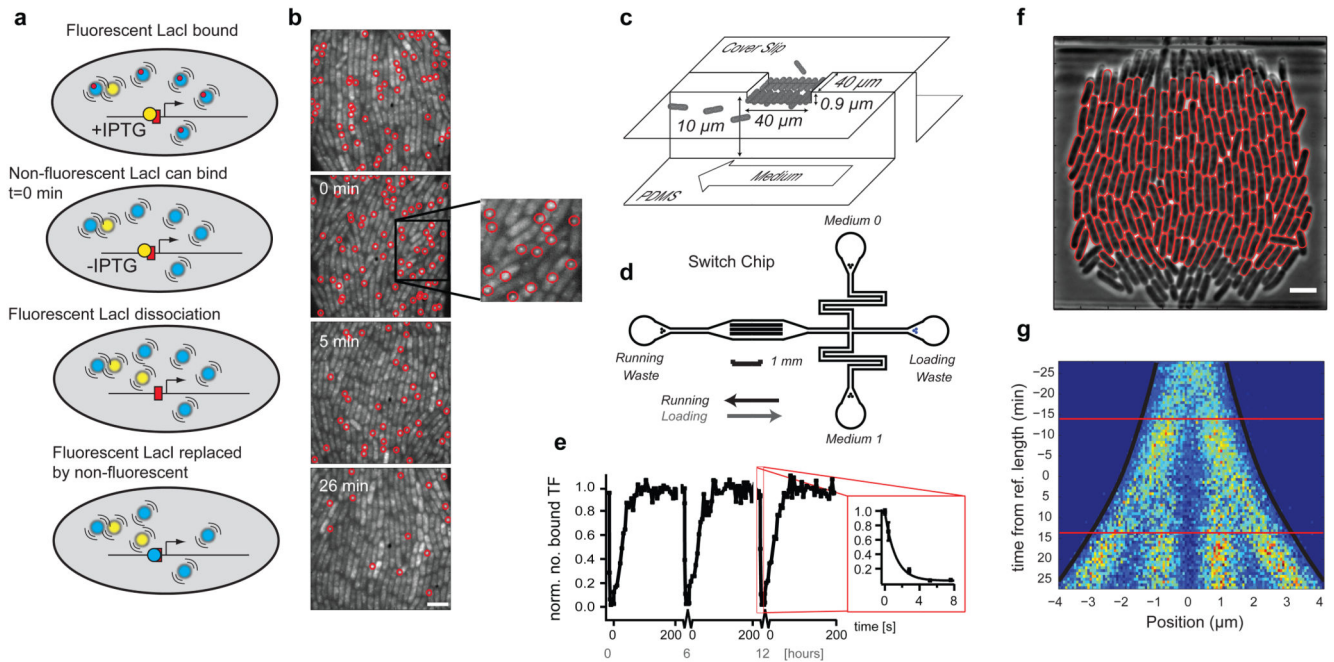 a
Fluorescent LacI bound
+IPTG
Non-fluorescent LacI can bind
t=0 min
-IPTG
Fluorescent LacI dissociation
Fluorescent LacI replaced
by non-fluorescent
b
0 min
5 min
26 min
c
Cover Slip
40 µm
0.9 µm
10 µm
40 µm
Medium
PDMS
d
Switch Chip
Medium 0
Running
Waste
1 mm
Loading
Waste
Running
Loading
Medium 1
e
norm. no. bound TF
1.0
0.8
0.6
0.4
0.2
0.0
0 200 0 200 0 200
time [s]
0 6 12 [hours]
1.0
0.8
0.6
0.4
0.2
0 4 8
f
g
time from ref. length (min)
-25
-20
-15
-10
-5
0
5
10
15
20
25
−4 −3 −2 −1 0 1 2 3 4
Position (µm)